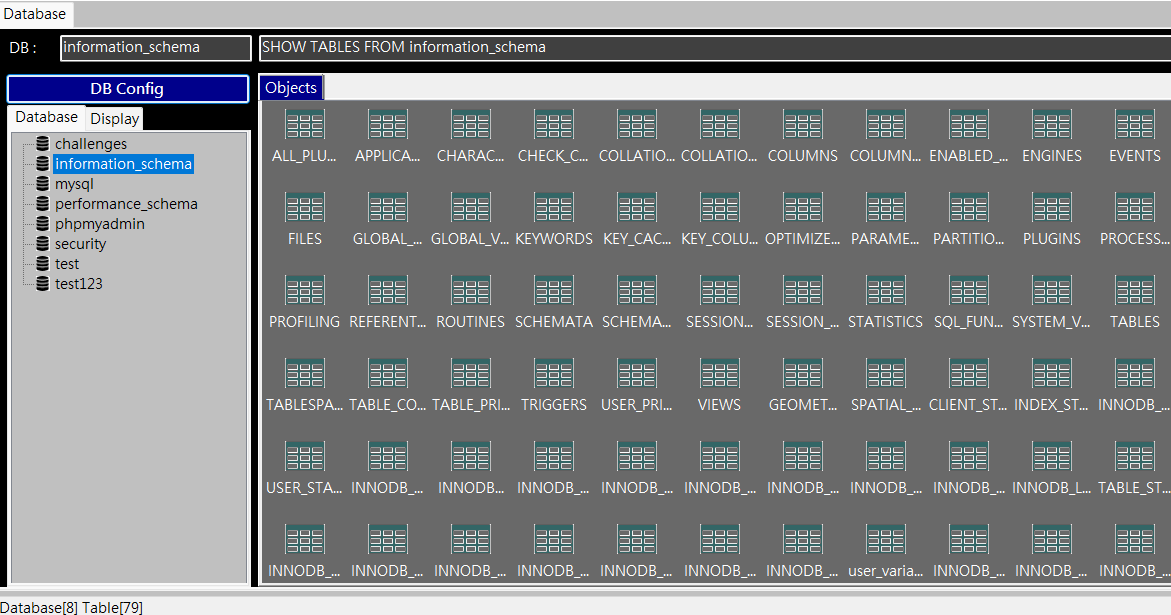 Database
DB : information_schema SHOW TABLES FROM information_schema
DB Config
Database Display
challenges
information_schema
mysql
performance_schema
phpmyadmin
security
test
test123
Objects
ALL_PLU... APPLICA... CHARAC... CHECK_C... COLLATIO... COLLATIO... COLUMNS COLUMN... ENABLED_... ENGINES EVENTS
FILES GLOBAL_... GLOBAL_V... KEYWORDS KEY_CAC... KEY_COLU... OPTIMIZE... PARAME... PARTITIO... PLUGINS PROCESS...
PROFILING REFERENT... ROUTINES SCHEMATA SCHEMA... SESSION... SESSION_... STATISTICS SQL_FUN... SYSTEM_V... TABLES
TABLESPA... TABLE_CO... TABLE_PRI... TRIGGERS USER_PRI... VIEWS GEOMET... SPATIAL_... CLIENT_ST... INDEX_ST... INNODB_...
USER_STA... INNODB_... INNODB... INNODB_... INNODB_... INNODB_... INNODB_... INNODB_... INNODB_... INNODB_L... TABLE_ST...
INNODB_... INNODB_... INNODB_... INNODB_... INNODB_... INNODB_... INNODB_... user_varia... INNODB_... INNODB_... INNODB_...
Database[8] Table[79]